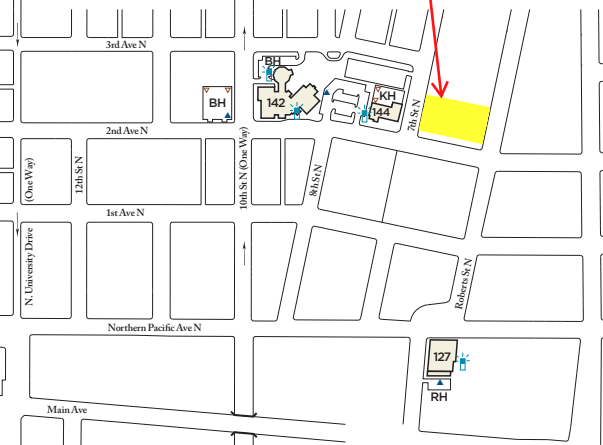 3rd Ave N
BH
142
BH
KH
144
7th St N
2nd Ave N
(One Way)
12th St N
10th St N (One Way)
8th St N
1st Ave N
N. University Drive
Roberts St N
Northern Pacific Ave N
127
RH
Main Ave